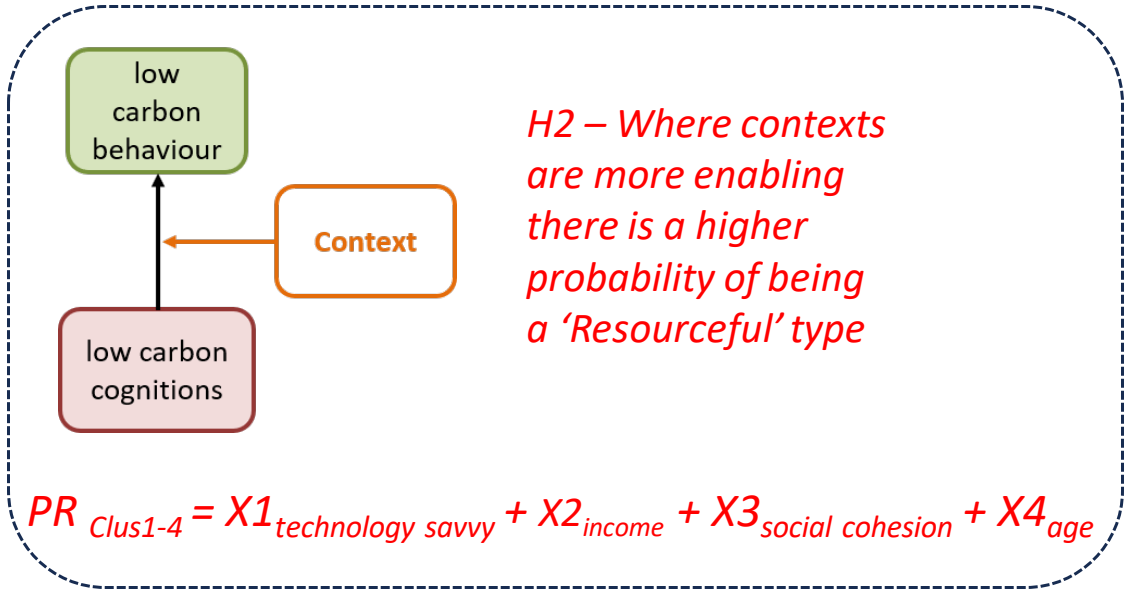 low
carbon
behaviour
Context
low carbon
cognitions
H2 – Where contexts
are more enabling
there is a higher
probability of being
a ‘Resourceful’ type
PR Clus1-4 = X1technology savvy + X2income + X3social cohesion + X4age